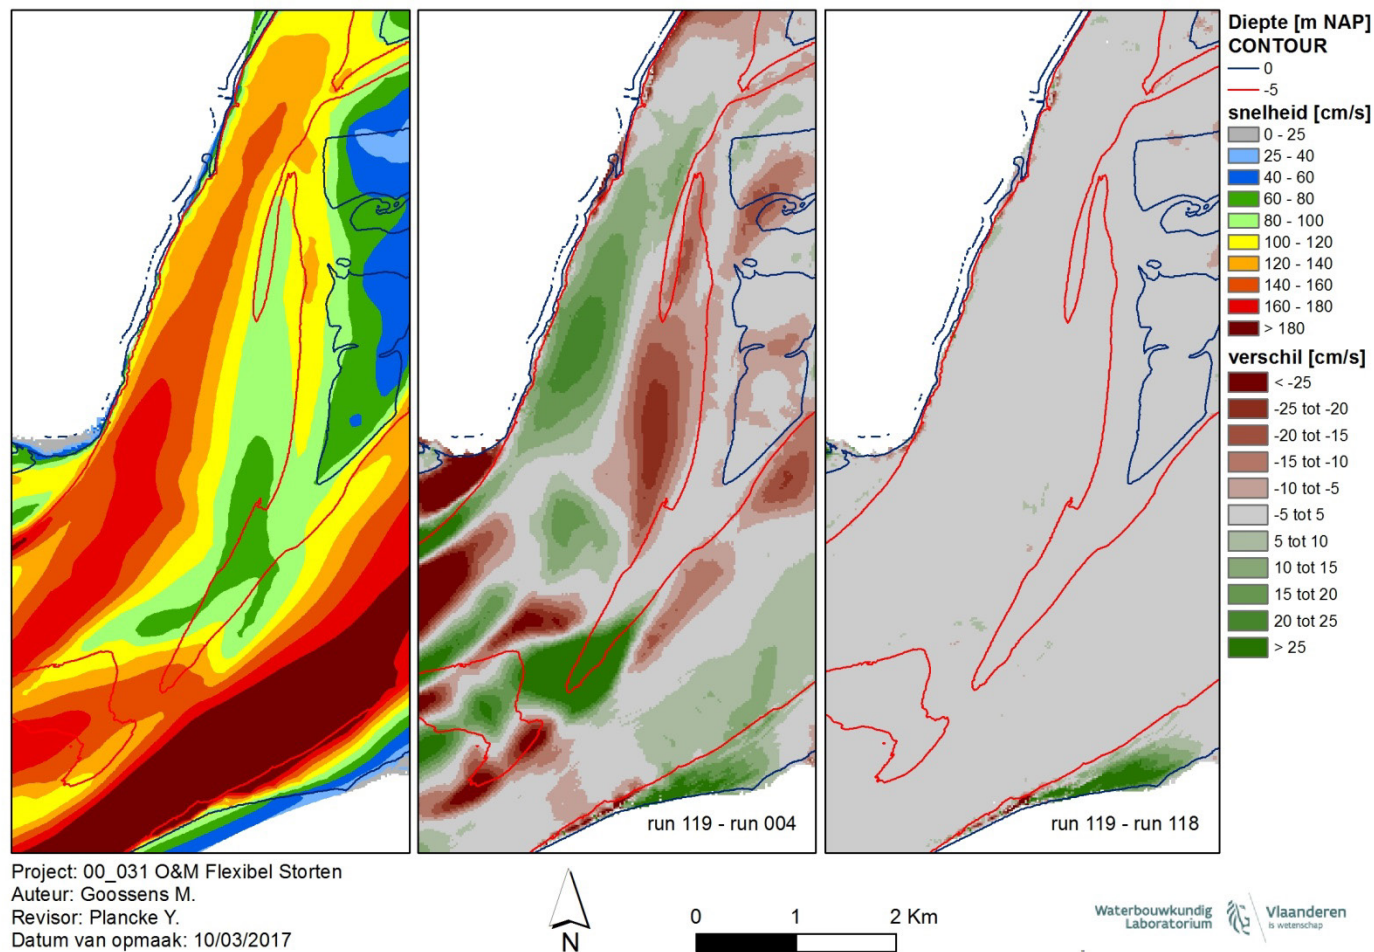 Diepte [m NAP]
CONTOUR
0
-5
snelheid [cm/s]
0 - 25
25 - 40
40 - 60
60 - 80
80 - 100
100 - 120
120 - 140
140 - 160
160 - 180
> 180
verschil [cm/s]
< -25
-25 tot -20
-20 tot -15
-15 tot -10
-10 tot -5
-5 tot 5
5 tot 10
10 tot 15
15 tot 20
20 tot 25
> 25
run 119 - run 004
run 119 - run 118
Project: 00_031 O&M Flexibel Storten
Auteur: Goossens M.
Revisor: Plancke Y.
Datum van opmaak: 10/03/2017
N
0 1 2 Km
Waterbouwkundig
Laboratorium
Vlaanderen
is wetenschap